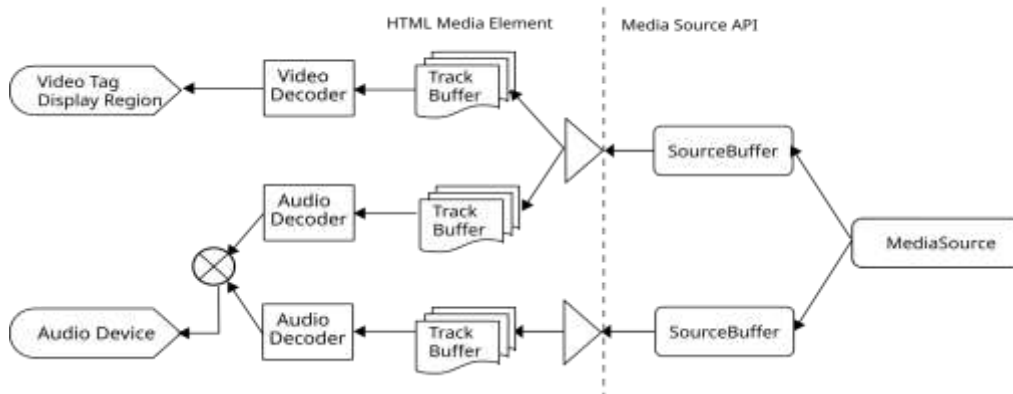 HTML Media Element
Media Source API
Video Tag
Display Region
Video
Decoder
Track
Buffer
SourceBuffer
Audio
Decoder
Track
Buffer
MediaSource
Audio Device
Audio
Decoder
Track
Buffer
SourceBuffer